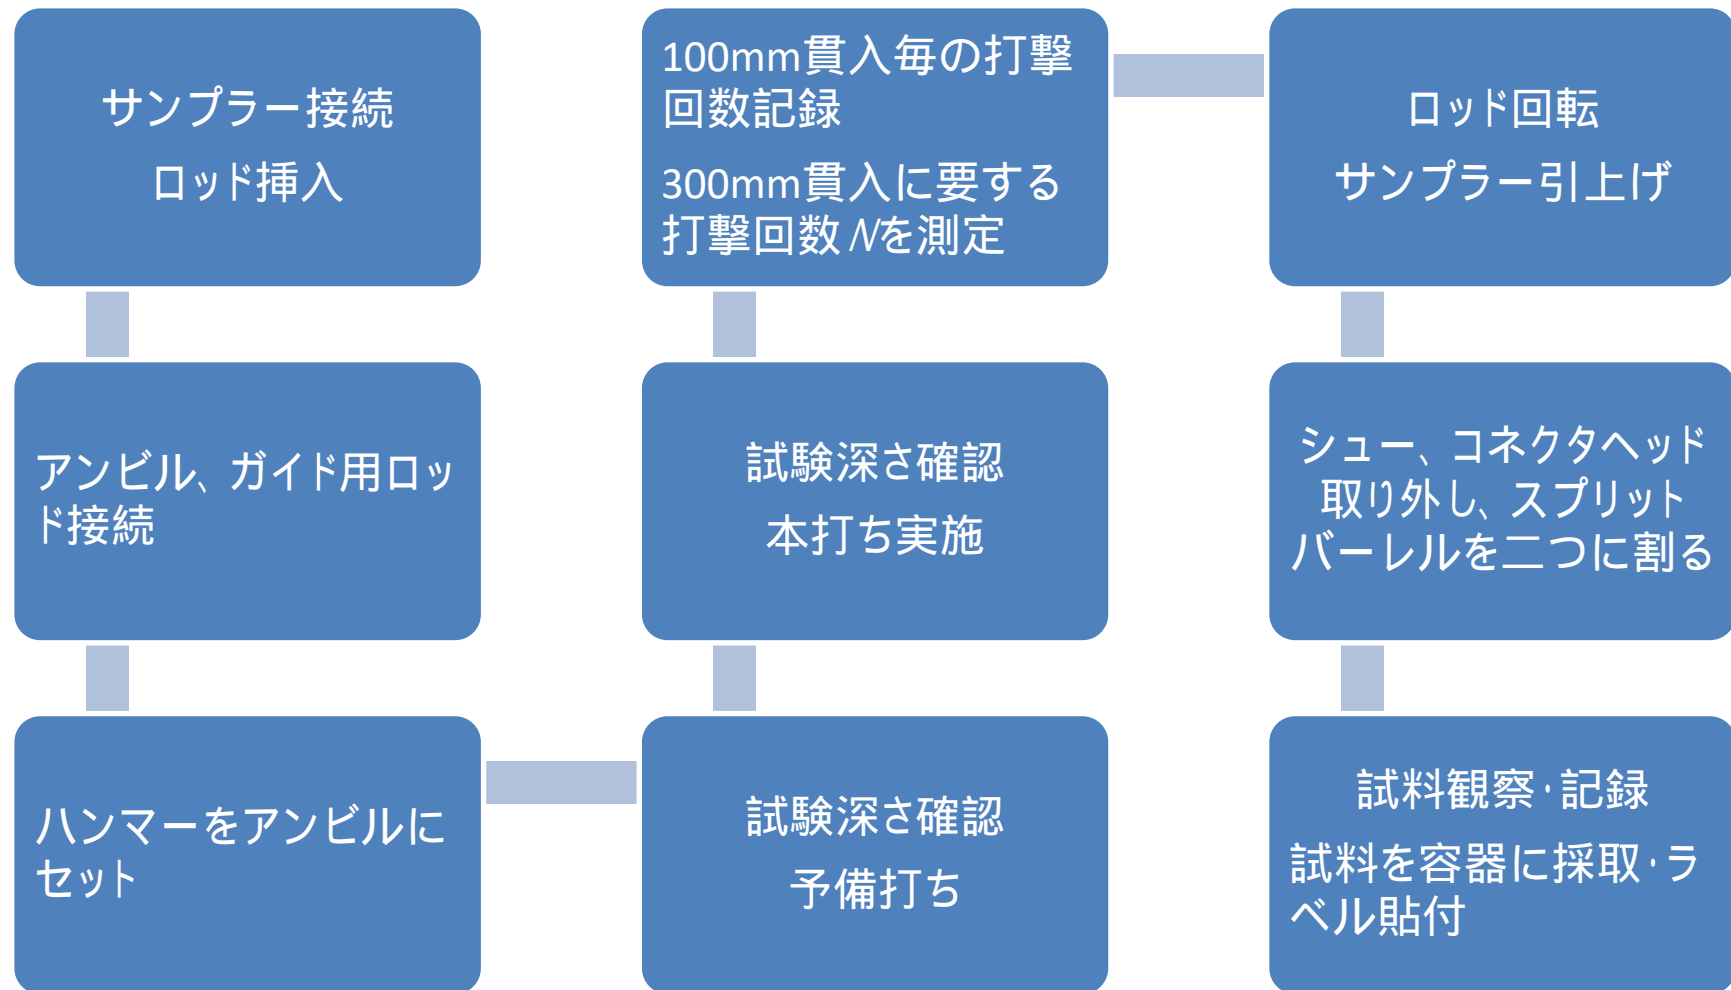 サンプラー接続
ロッド挿入
アンビル、ガイド用ロッ
ド接続
ハンマーをアンビルに
セット
試験深さ確認
予備打ち
試験深さ確認
本打ち実施
100mm貫入毎の打撃
回数記録
300mm貫入に要する
打撃回数Nを測定
ロッド回転
サンプラー引上げ
シュー、コネクタヘッド
取り外し、スプリット
バーレルを二つに割る
試料観察・記録
試料を容器に採取・ラ
ベル貼付